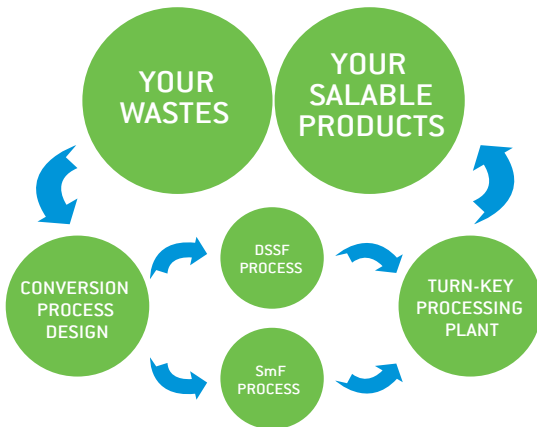 YOUR
WASTES
YOUR
SALABLE
PRODUCTS
CONVERSION
PROCESS
DESIGN
DSSF
PROCESS
SmF
PROCESS
TURN-KEY
PROCESSING
PLANT